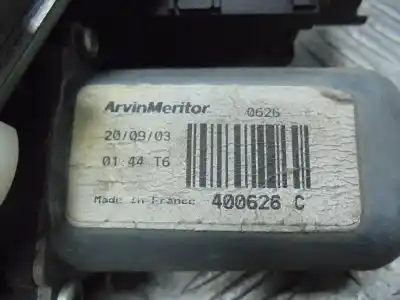 ArvinMeritor 0626
20/09/03
01:44 T6
Made in France 400626 C